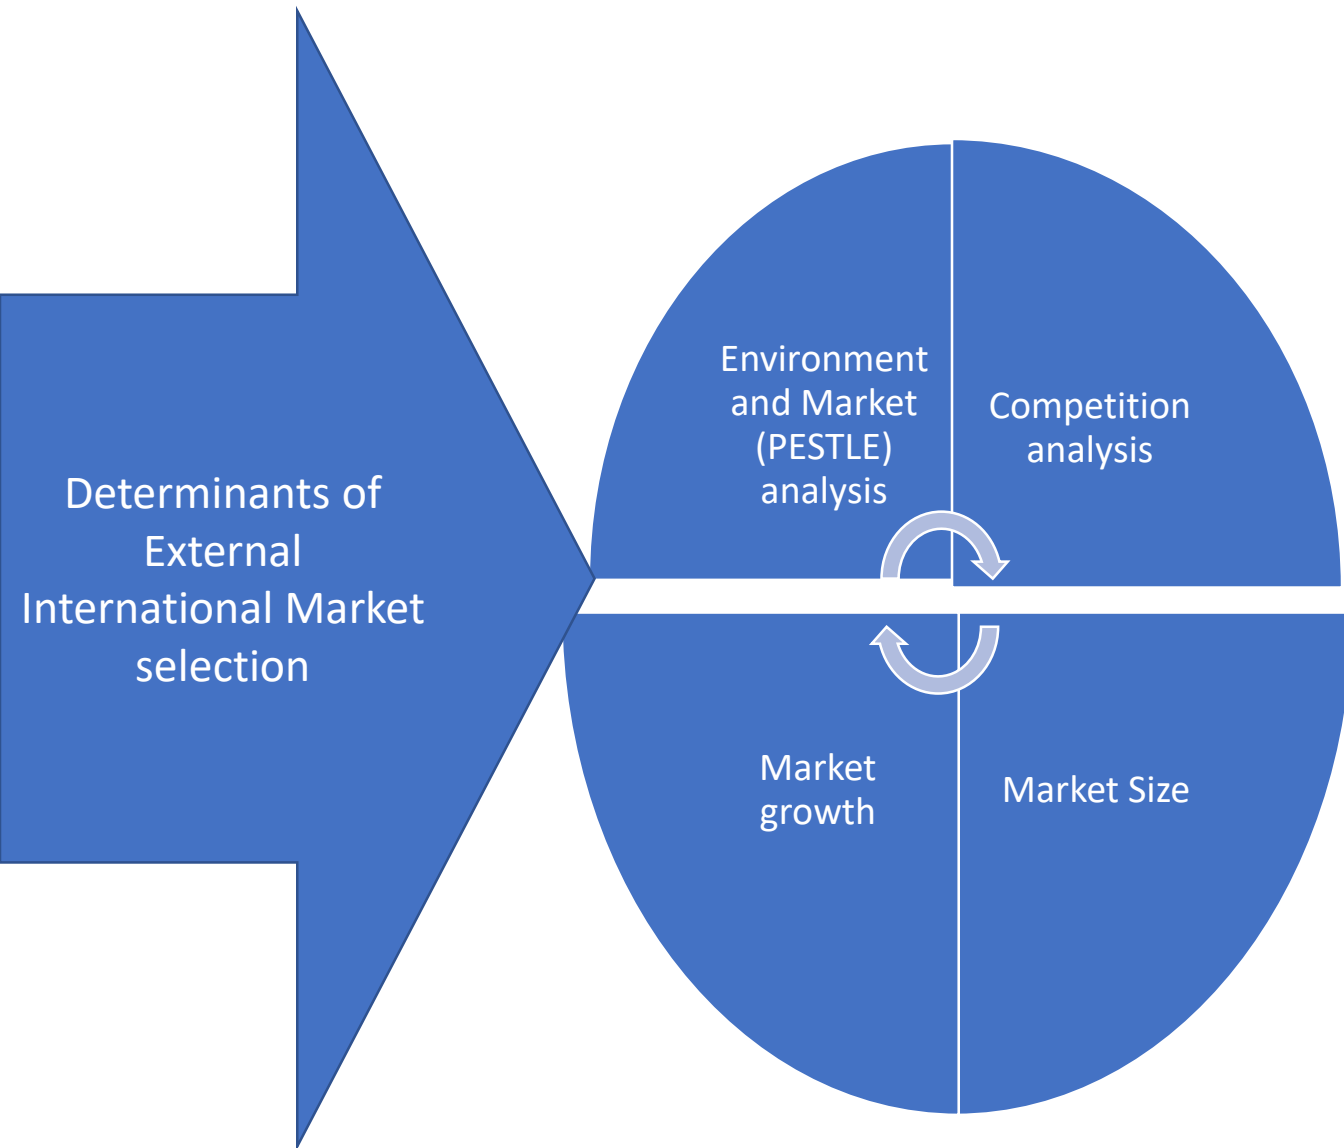 Determinants of
External
International Market
selection
Environment
and Market
(PESTLE)
analysis
Competition
analysis
Market
growth
Market Size